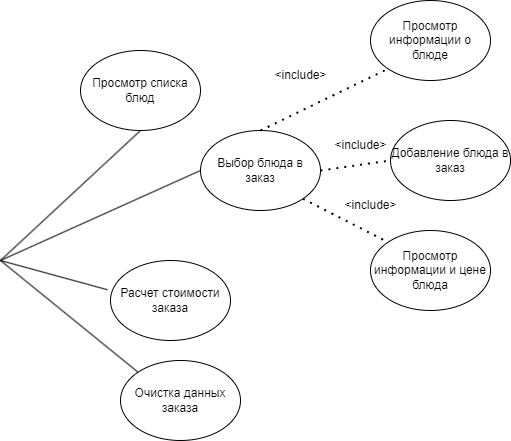 Просмотр
информации о
блюде
<include>
Просмотр списка
блюд
<include>
Добавление блюда в
заказ
Выбор блюда в
заказ
<include>
Просмотр
информации и цене
блюда
Расчет стоимости
заказа
Очистка данных
заказа